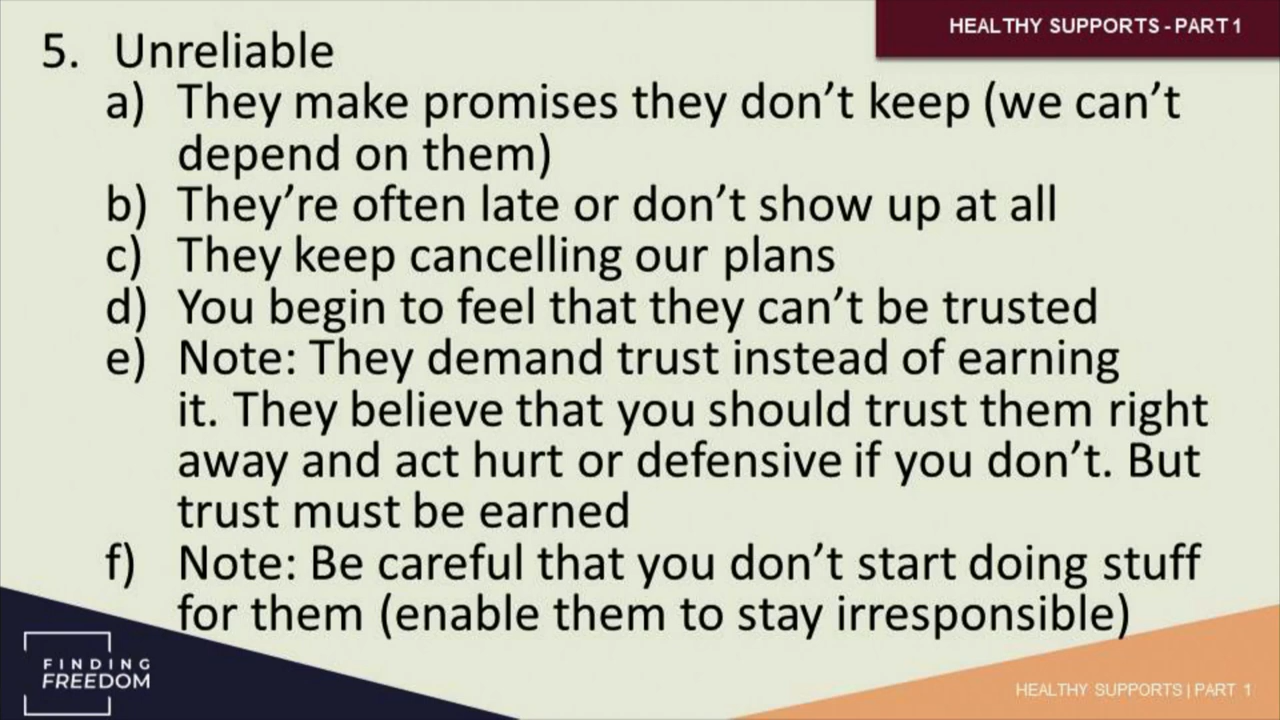 HEALTHY SUPPORTS - PART 1
5. Unreliable
a) They make promises they don't keep (we can't
depend on them)
b) They're often late or don't show up at all
c) They keep cancelling our plans
d) You begin to feel that they can't be trusted
e) Note: They demand trust instead of earning
it. They believe that you should trust them right
away and act hurt or defensive if you don't. But
trust must be earned
f) Note: Be careful that you don't start doing stuff
for them (enable them to stay irresponsible)
FINDING
FREEDOM
HEALTHY SUPPORTS | PART 1